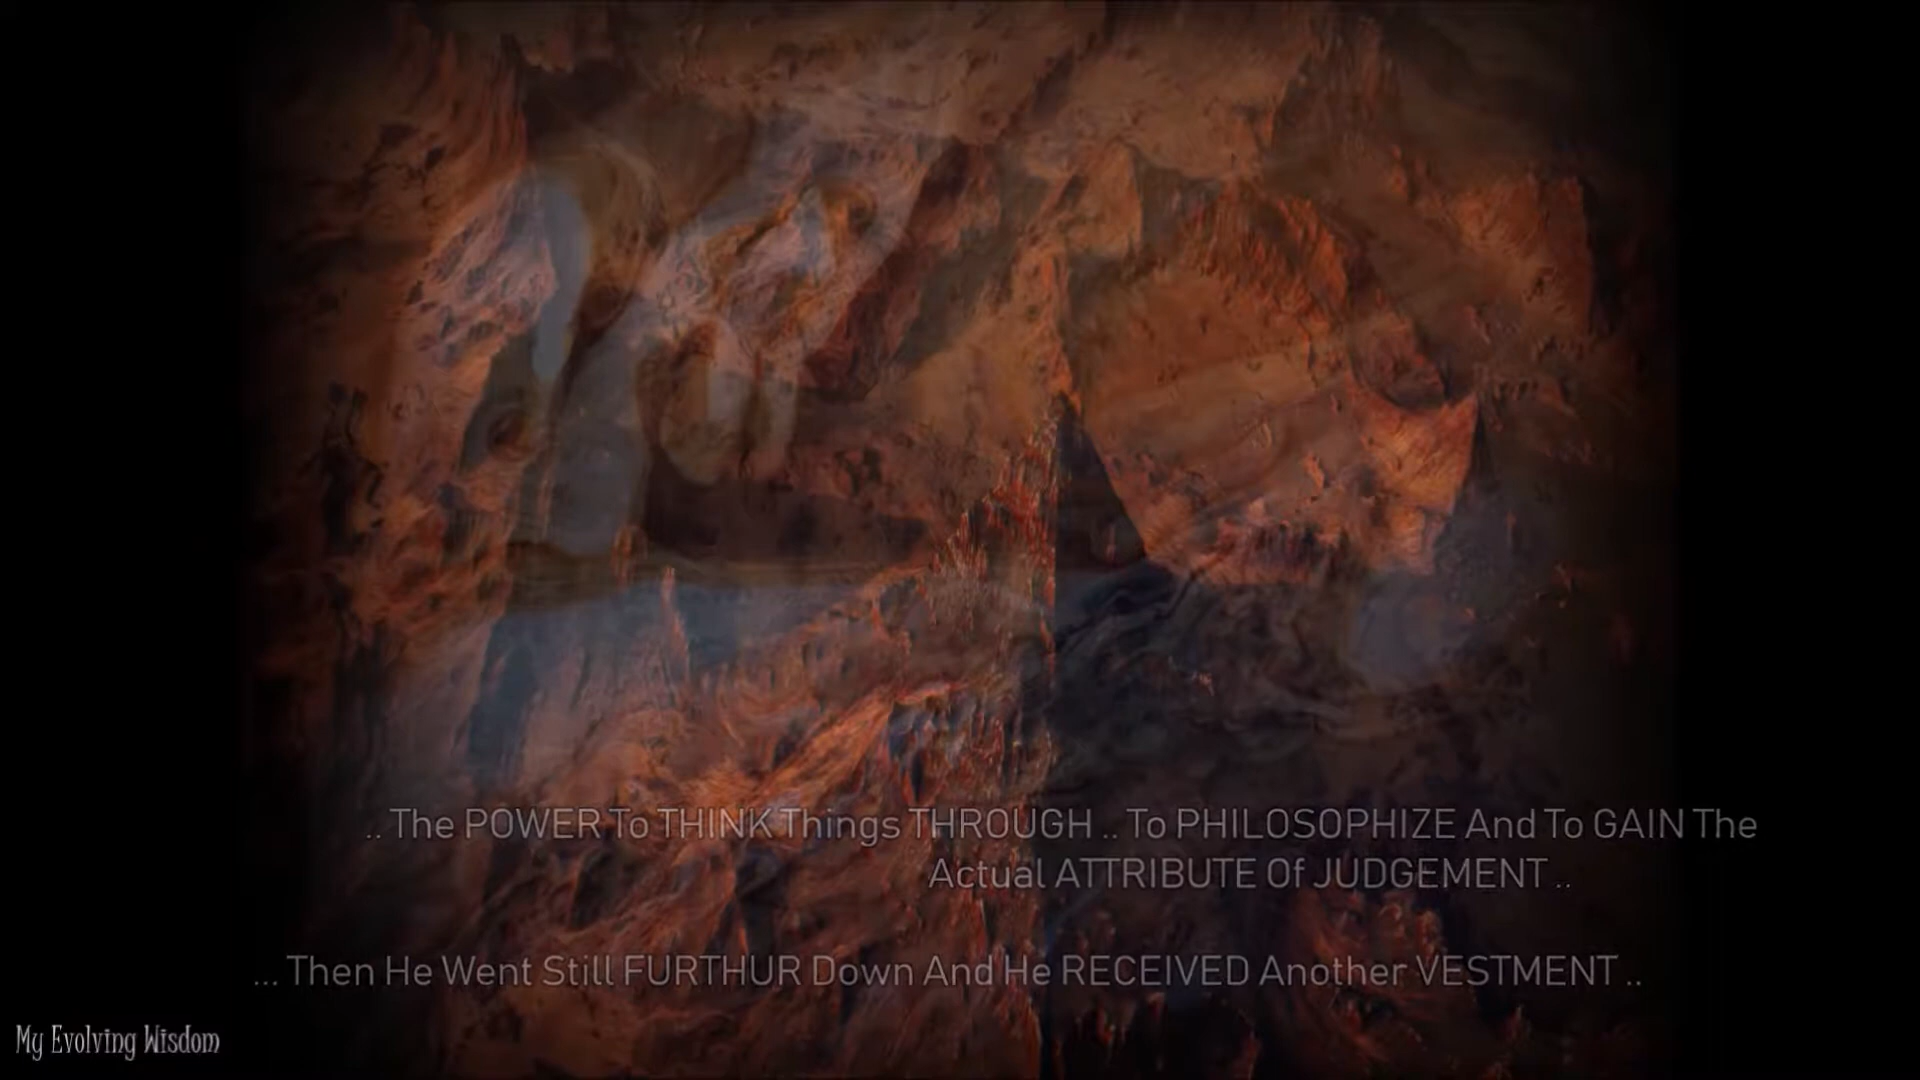 .. The POWER To THINK Things THROUGH .. To PHILOSOPHIZE And To GAIN The
Actual ATTRIBUTE Of JUDGEMENT ..
... Then He Went Still FURTHUR Down And He RECEIVED Another VESTMENT ..
My Evolving Wisdom